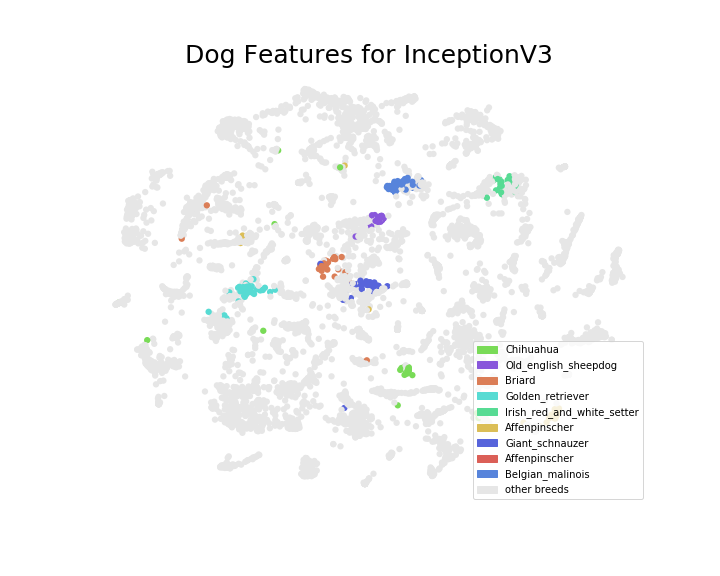 Dog Features for InceptionV3
Chihuahua
Old_english_sheepdog
Briard
Golden_retriever
Irish_red_and_white_setter
Affenpinscher
Giant_schnauzer
Affenpinscher
Belgian_malinois
other breeds